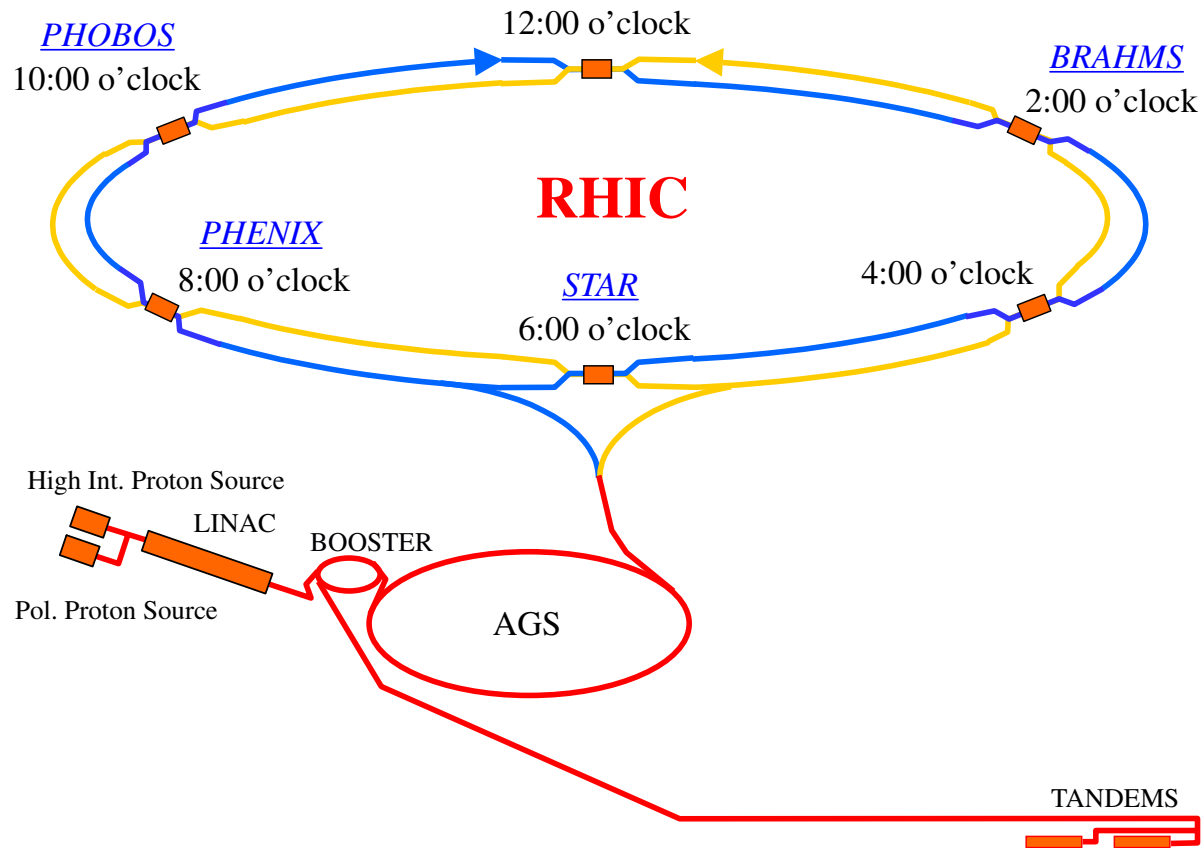 12:00 o’clock
PHOBOS
10:00 o’clock
BRAHMS
2:00 o’clock
RHIC
PHENIX
8:00 o’clock
STAR
6:00 o’clock
4:00 o’clock
High Int. Proton Source
LINAC
BOOSTER
Pol. Proton Source
AGS
TANDEMS